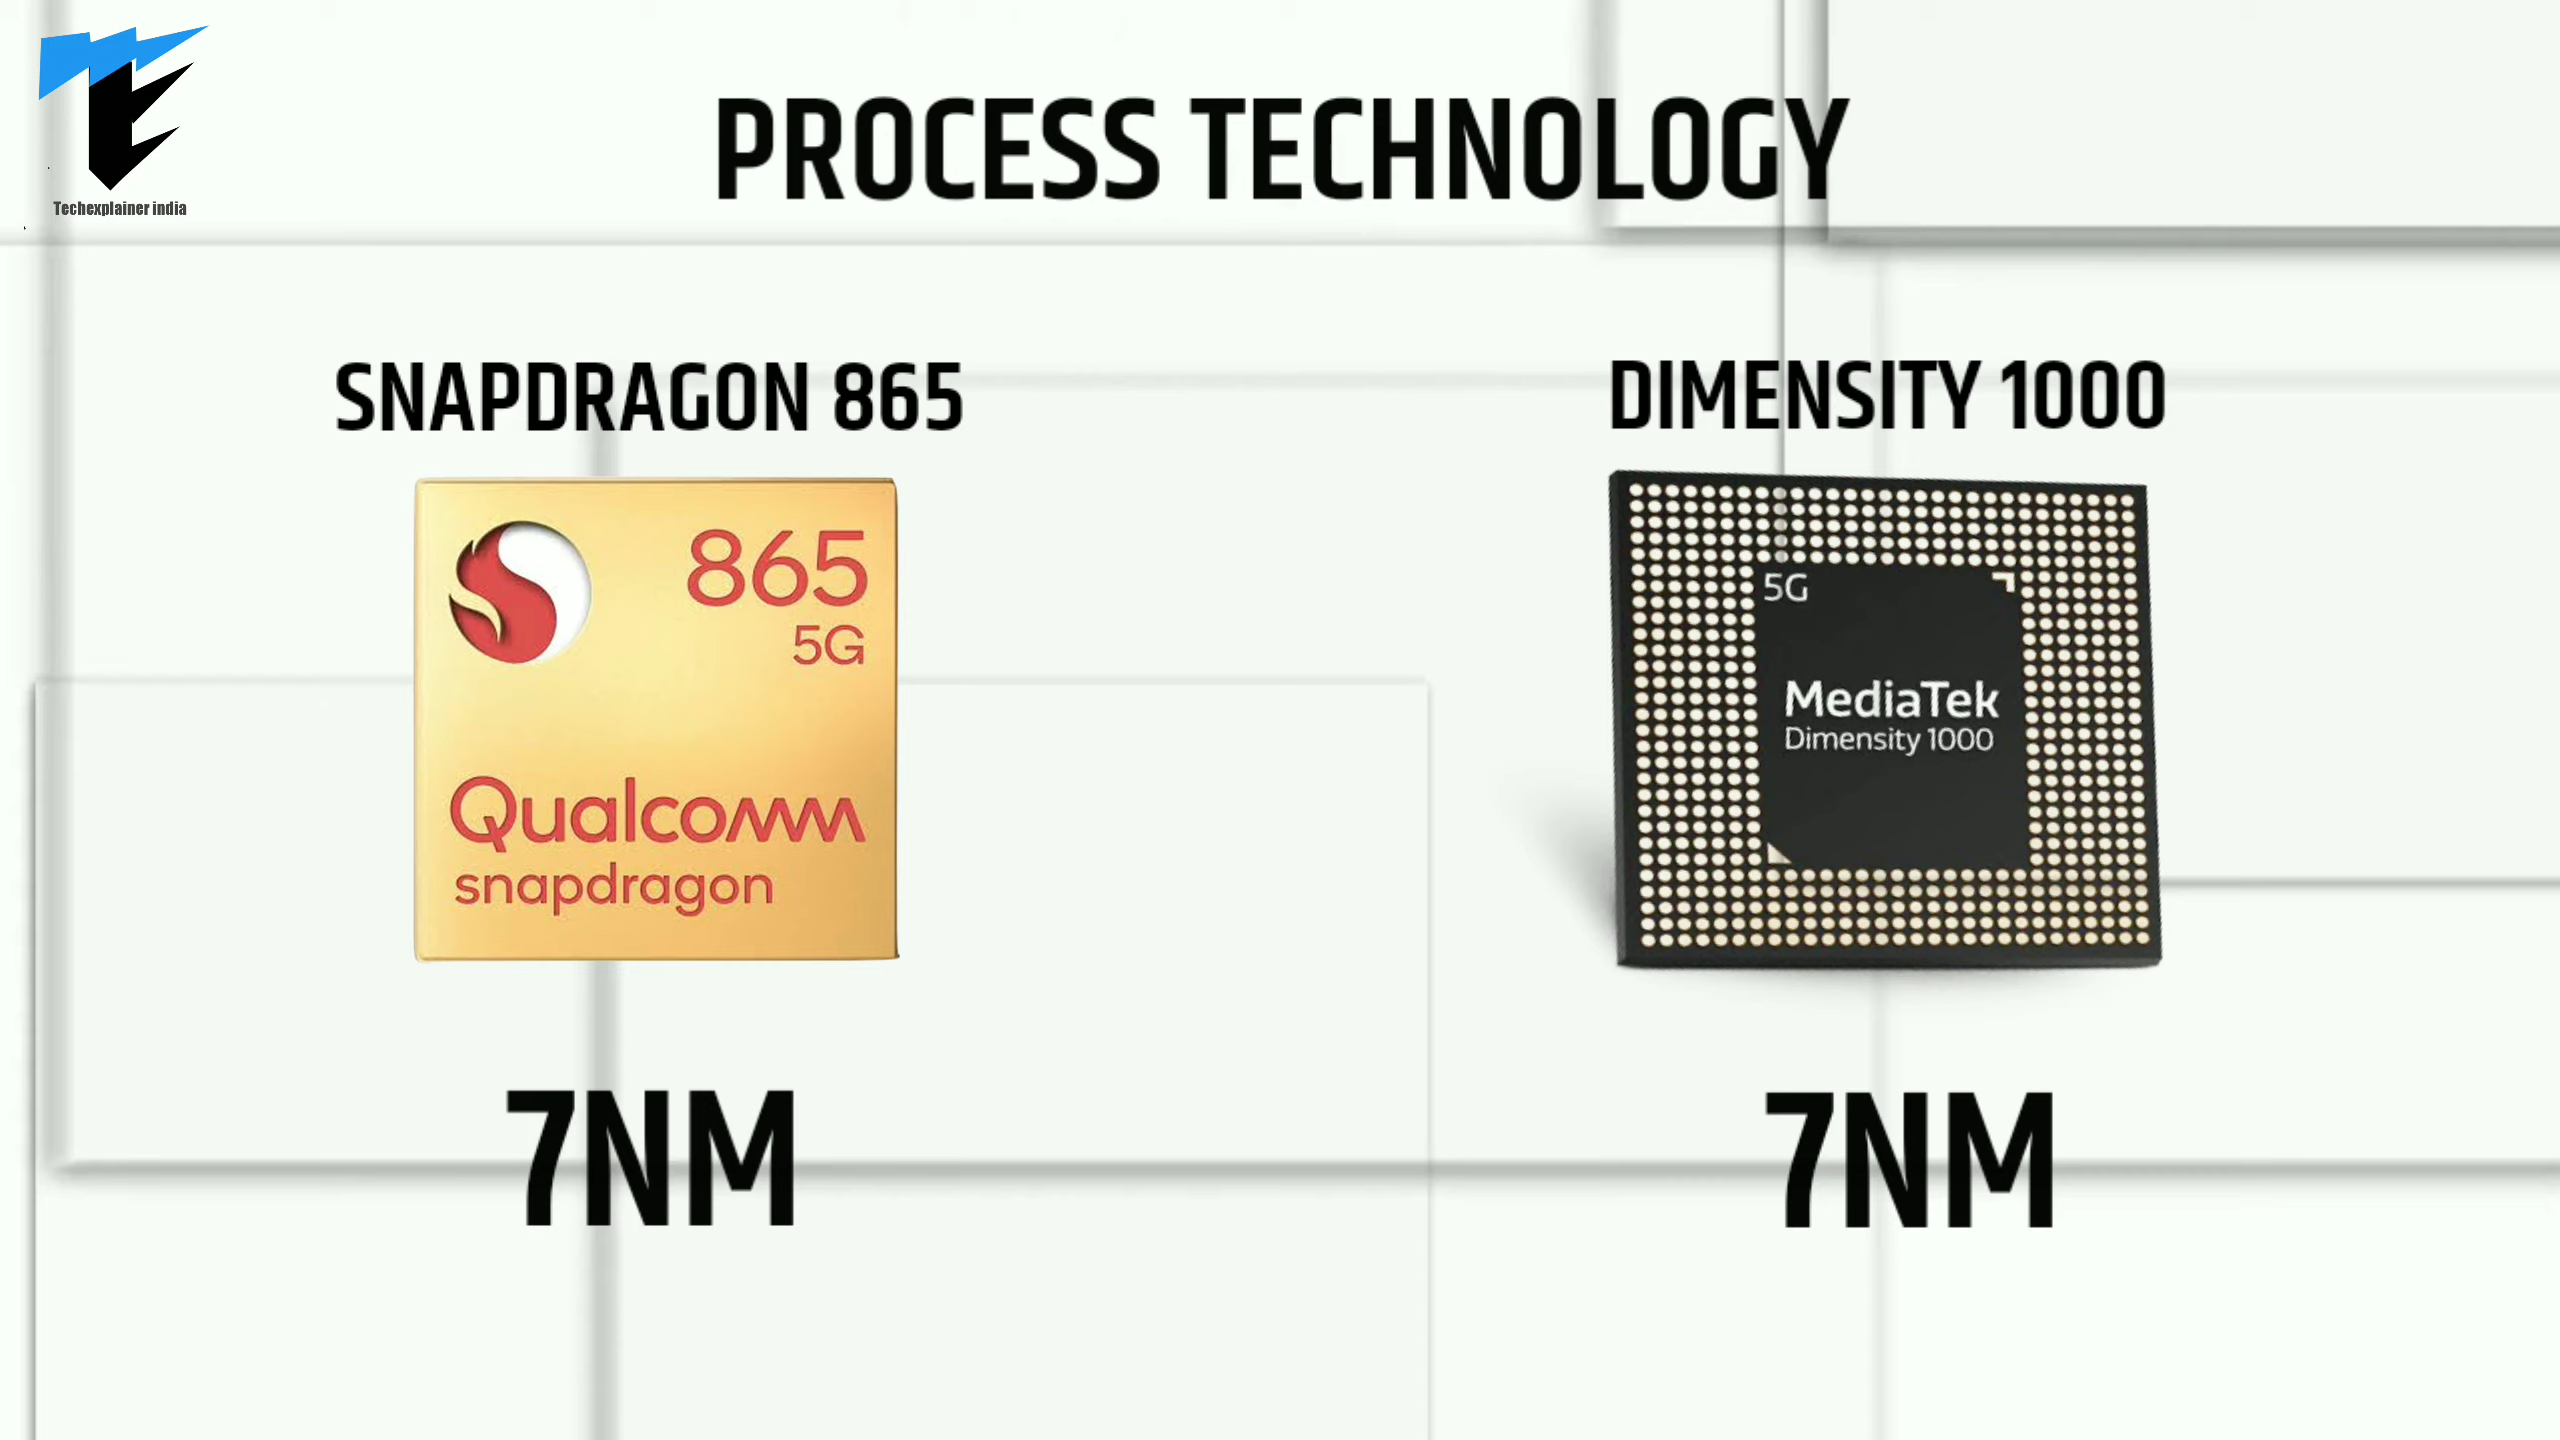 Techexplainer india
PROCESS TECHNOLOGY
SNAPDRAGON 865
DIMENSITY 1000
865
5G
Qualcomm
snapdragon
5G
MediaTek
Dimensity 1000
7NM
7NM